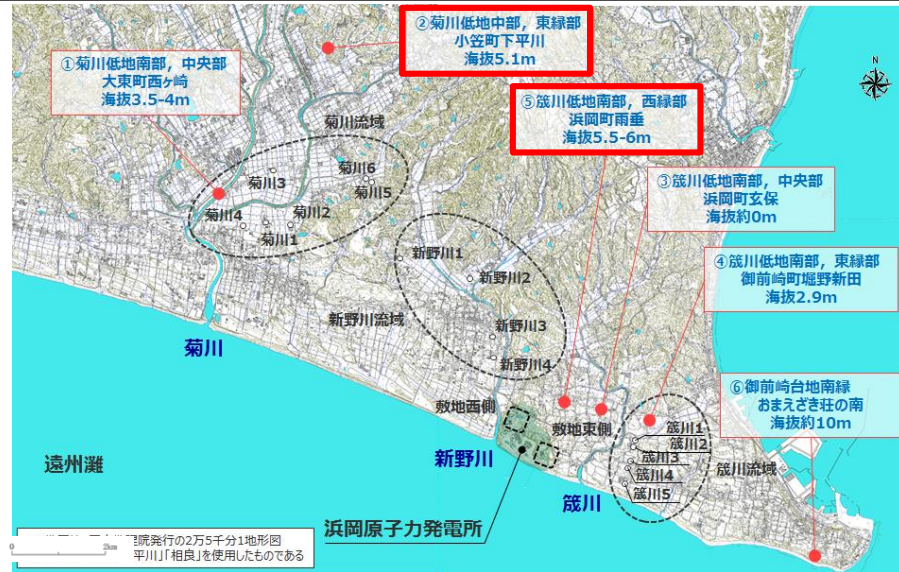 ①菊川低地南部，中央部
大東町西ヶ崎
海抜3.5-4m
②菊川低地中部，東縁部
小笠町下平川
海抜5.1m
⑤筬川低地南部，西縁部
浜岡町雨垂
海抜5.5-6m
③筬川低地南部，中央部
浜岡町玄保
海抜約0m
④筬川低地南部，東縁部
御前崎町堀野新田
海抜2.9m
⑥御前崎台地南縁
おまえざき荘の南
海抜約10m
N
菊川流域
菊川6
菊川5
菊川3
菊川4
菊川2
菊川1
新野川1
新野川2
新野川流域
新野川3
新野川4
菊川
敷地西側
敷地東側
筬川1
筬川2
筬川3
筬川4
筬川5
筬川流域
遠州灘
新野川
筬川
浜岡原子力発電所
院発行の2万5千分1地形図
平川」「相良」を使用したものである
0
2km